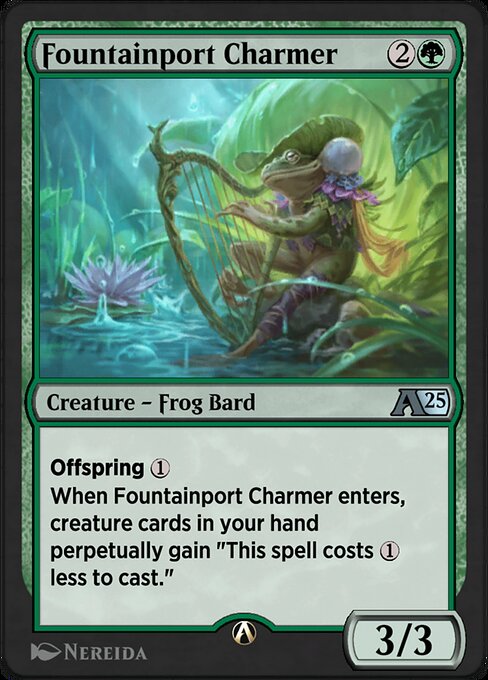 Fountainport Charmer 2
Creature – Frog Bard A25
Offspring 1
When Fountainport Charmer enters,
creature cards in your hand
perpetually gain "This spell costs 1
less to cast."
3/3
Nereida